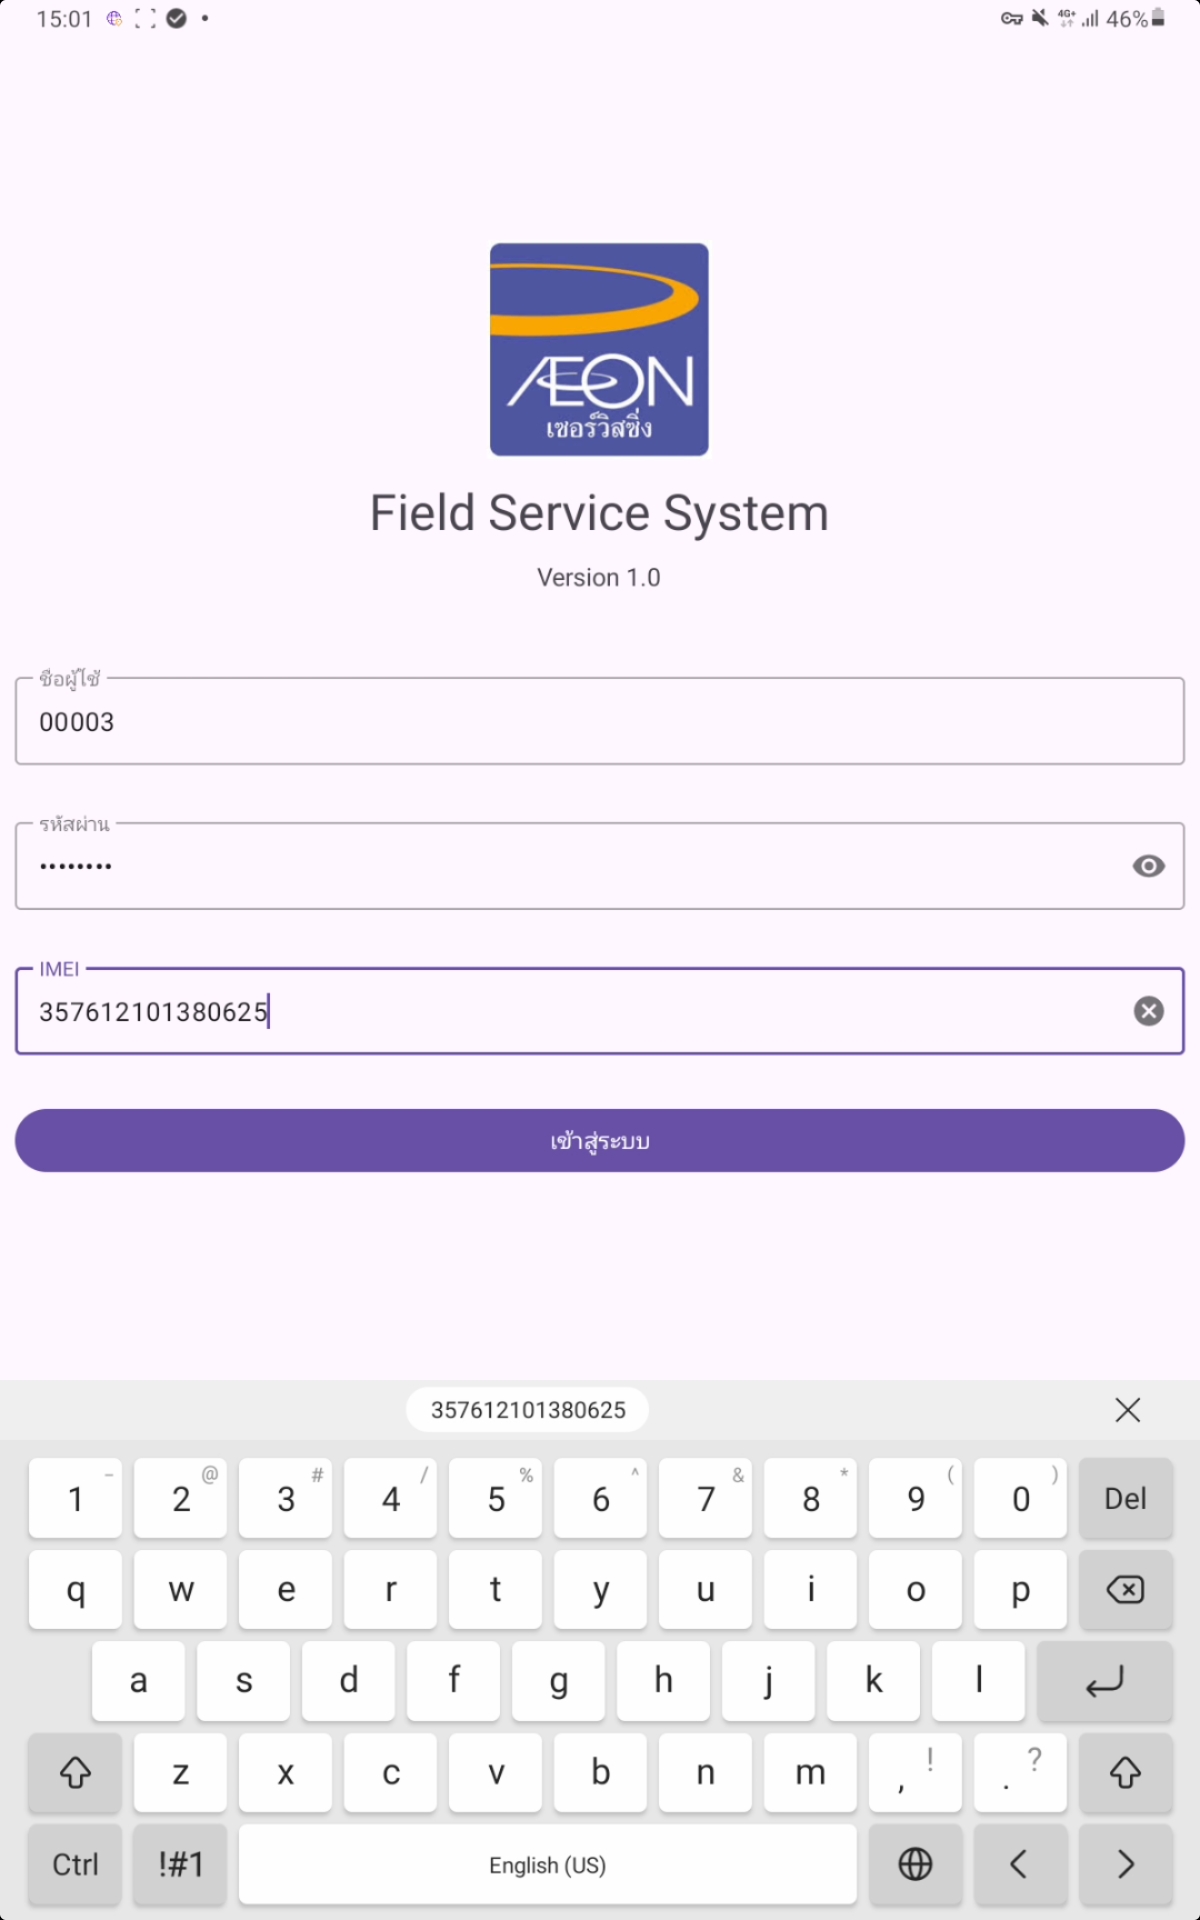 15:01 4G+ 46%
ÆON
เซอร์วิสซิ่ง
Field Service System
Version 1.0
ชื่อผู้ใช้
00003
รหัสผ่าน
••••••••
IMEI
357612101380625
เข้าสู่ระบบ
357612101380625
1 - 2 @ 3 # 4 / 5 % 6 ^ 7 & 8 * 9 ( 0 ) Del
q w e r t y u i o p
a s d f g h j k l
z x c v b n m , ! . ?
Ctrl !#1 English (US) < >